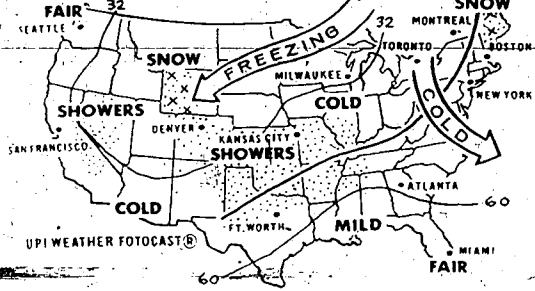 SNOW
32
FAIR
SEATTLE
32
MONTREAL
FREEZING
TORONTO
BOSTON
SNOW
MILWAUKEE
NEW YORK
COLD
COLD
SHOWERS
DENVER
KANSAS CITY
SAN FRANCISCO
SHOWERS
ATLANTA
COLD
60
FT. WORTH
MILD
UPI WEATHER FOTOCAST ®
MIAMI
FAIR
60